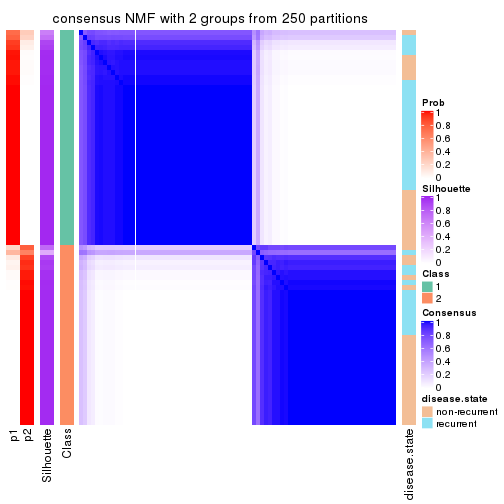 consensus NMF with 2 groups from 250 partitions
Prob
1
0.8
0.6
0.4
0.2
0
Silhouette
1
0.8
0.6
0.4
0.2
0
Class
1
2
Consensus
1
0.8
0.6
0.4
0.2
0
disease.state
non-recurrent
recurrent
p1
p2
Silhouette
Class
disease.state